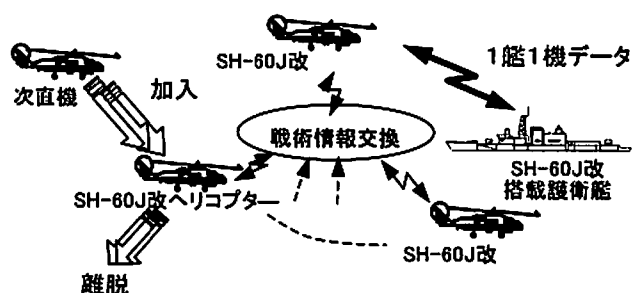 SH-60J改
1艦1機データ
次直機
加入
戦術情報交換
SH-60J改
搭載護衛艦
SH-60J改ヘリコプター
SH-60J改
離脱